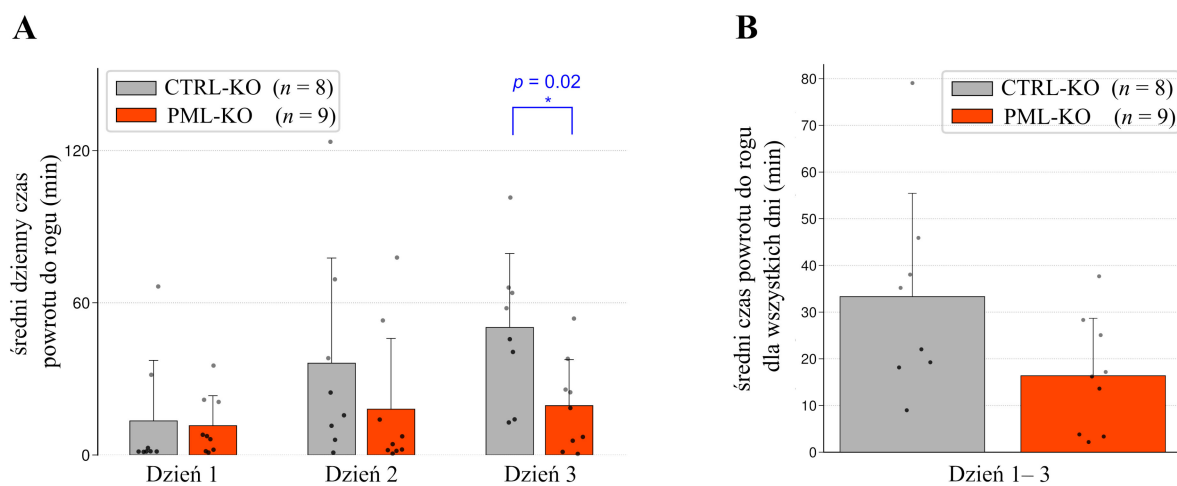 A
CTRL-KO (n = 8)
PML-KO (n = 9)
p = 0.02
*
120
60
0
średni dzienny czas
powrotu do rogu (min)
Dzień 1
Dzień 2
Dzień 3
B
CTRL-KO (n = 8)
PML-KO (n = 9)
80
70
60
50
40
30
20
10
0
średni czas powrotu do rogu
dla wszystkich dni (min)
Dzień 1– 3